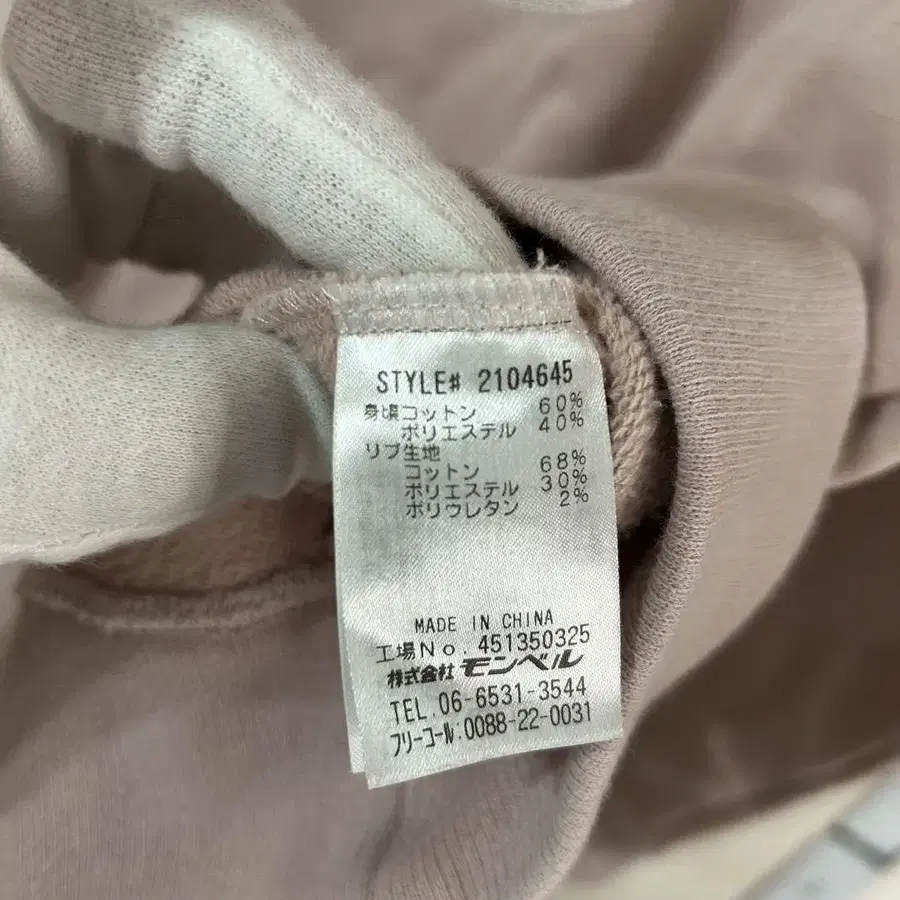 STYLE# 2104645
身頃コットン 60%
ポリエステル 40%
リブ生地
コットン 68%
ポリエステル 30%
ポリウレタン 2%
MADE IN CHINA
工場No.451350325
株式会社モンベル
TEL.06-6531-3544
フリーコール:0088-22-0031